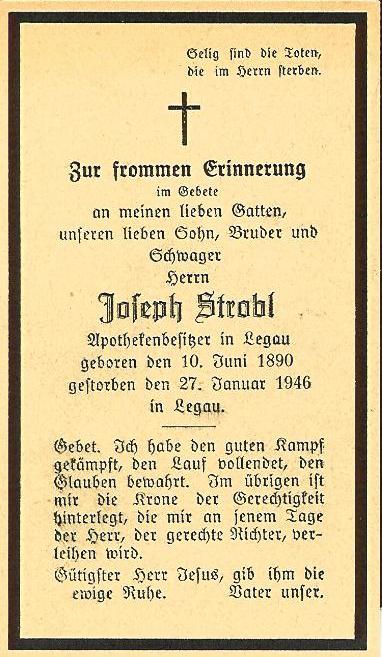 Selig sind die Toten,
die im Herrn sterben.
Zur frommen Erinnerung
im Gebete
an meinen lieben Gatten,
unseren lieben Sohn, Bruder und
Schwager
Herrn
Joseph Strobl
Apothekenbesitzer in Legau
geboren den 10. Juni 1890
gestorben den 27. Januar 1946
in Legau.
Gebet. Ich habe den guten Kampf
gekämpft, den Lauf vollendet, den
Glauben bewahrt. Im übrigen ist
mir die Krone der Gerechtigkeit
hinterlegt, die mir an jenem Tage
der Herr, der gerechte Richter, ver-
leihen wird.
Gütigster Herr Jesus, gib ihm die
ewige Ruhe. Vater unser.